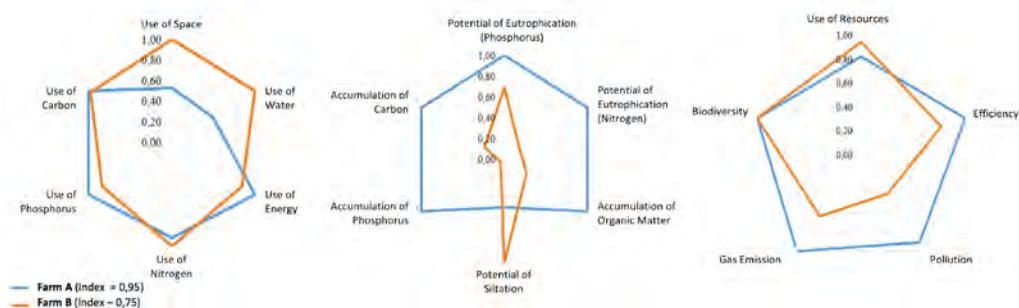 Use of Space
1,00
0,80
0,60
0,40
0,20
0,00
Use of
Water
Use of
Energy
Use of
Nitrogen
Use of
Phosphorus
Use of
Carbon
Potential of Eutrophication
(Phosphorus)
1,00
0,80
0,60
0,40
0,20
0,00
Potential of
Eutrophication
(Nitrogen)
Accumulation of
Organic Matter
Potential of
Siltation
Accumulation of
Phosphorus
Accumulation of
Carbon
Use of Resources
1,00
0,80
0,60
0,40
0,20
0,00
Efficiency
Pollution
Gas Emission
Biodiversity
Farm A (Index = 0,95)
Farm B (Index – 0,75)